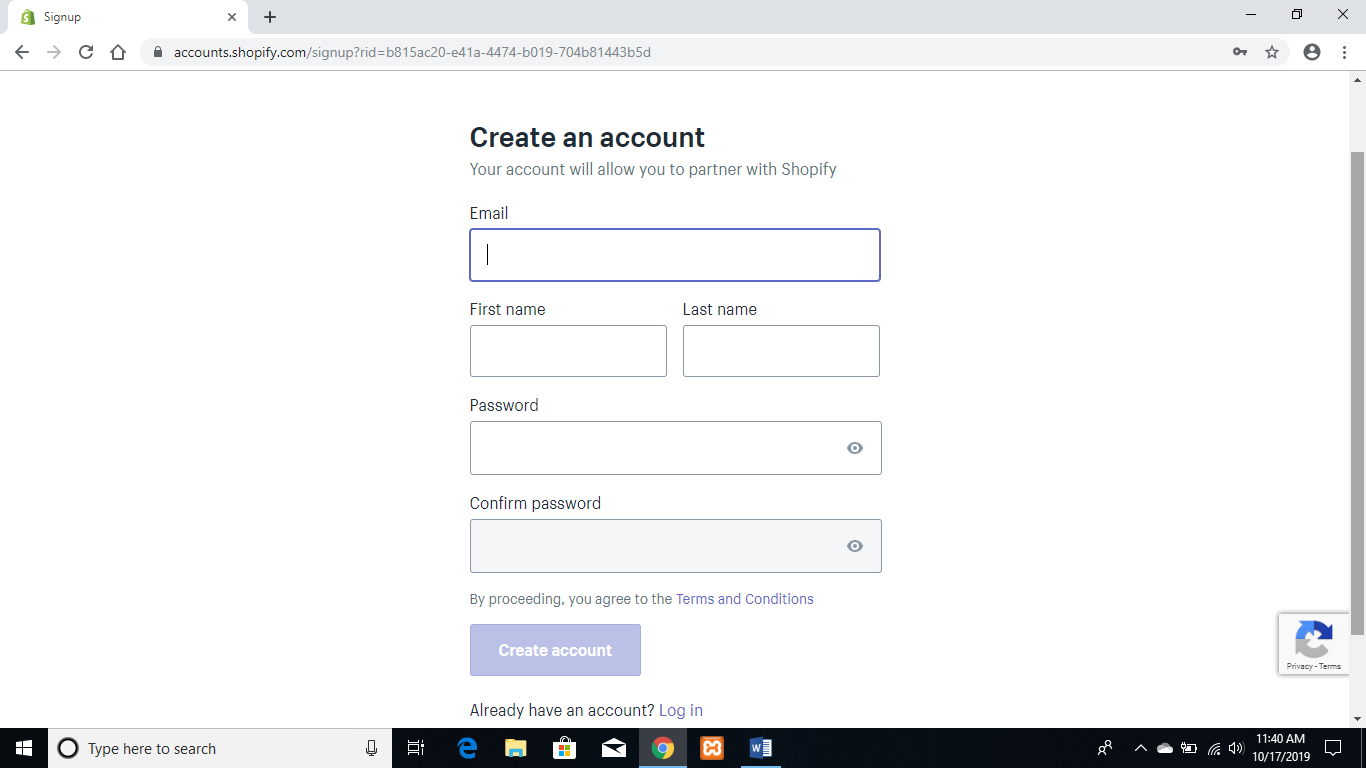 Signup
accounts.shopify.com/signup?rid=b815ac20-e41a-4474-b019-704b81443b5d
Create an account
Your account will allow you to partner with Shopify
Email
First name Last name
Password
Confirm password
By proceeding, you agree to the Terms and Conditions
Create account
Privacy - Terms
Already have an account? Log in
Type here to search
11:40 AM
10/17/2019